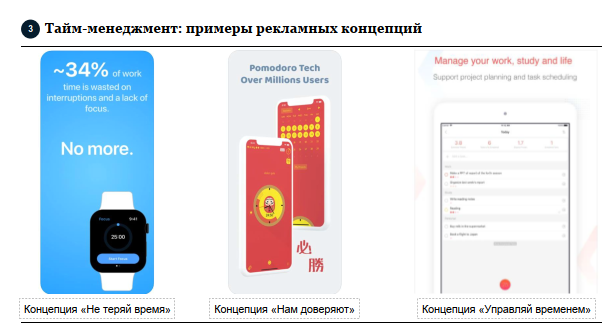 3 Тайм-менеджмент: примеры рекламных концепций
~34% of work
time is wasted on
interruptions and a lack of
focus.
No more.
Focus 9:41
25:00
Start Focus
Pomodoro Tech
Over Millions Users
必
勝
Manage your work, study and life
Support project planning and task scheduling
Today
Концепция «Не теряй время»
Концепция «Нам доверяют»
Концепция «Управляй временем»